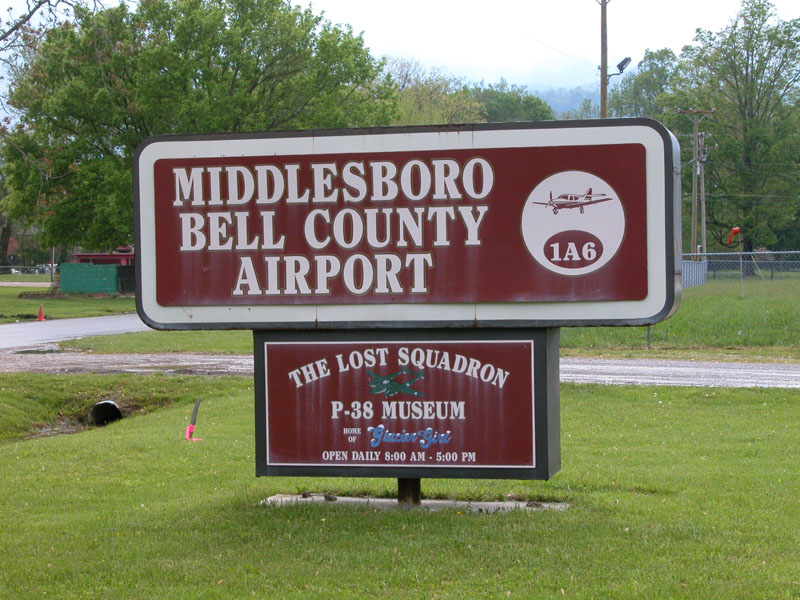 MIDDLESBORO
BELL COUNTY
AIRPORT
1A6
THE LOST SQUADRON
P-38 MUSEUM
HOME
OF Glacier Girl
OPEN DAILY 8:00 AM - 5:00 PM